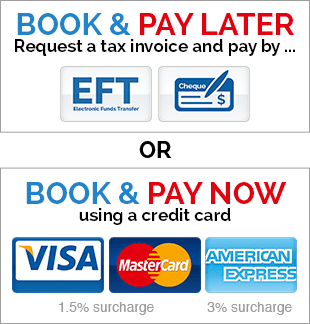 BOOK & PAY LATER
Request a tax invoice and pay by ...
EFT
Electronic Funds Transfer
Cheque
$
OR
BOOK & PAY NOW
using a credit card
VISA
MasterCard
AMERICAN
EXPRESS
1.5% surcharge
3% surcharge